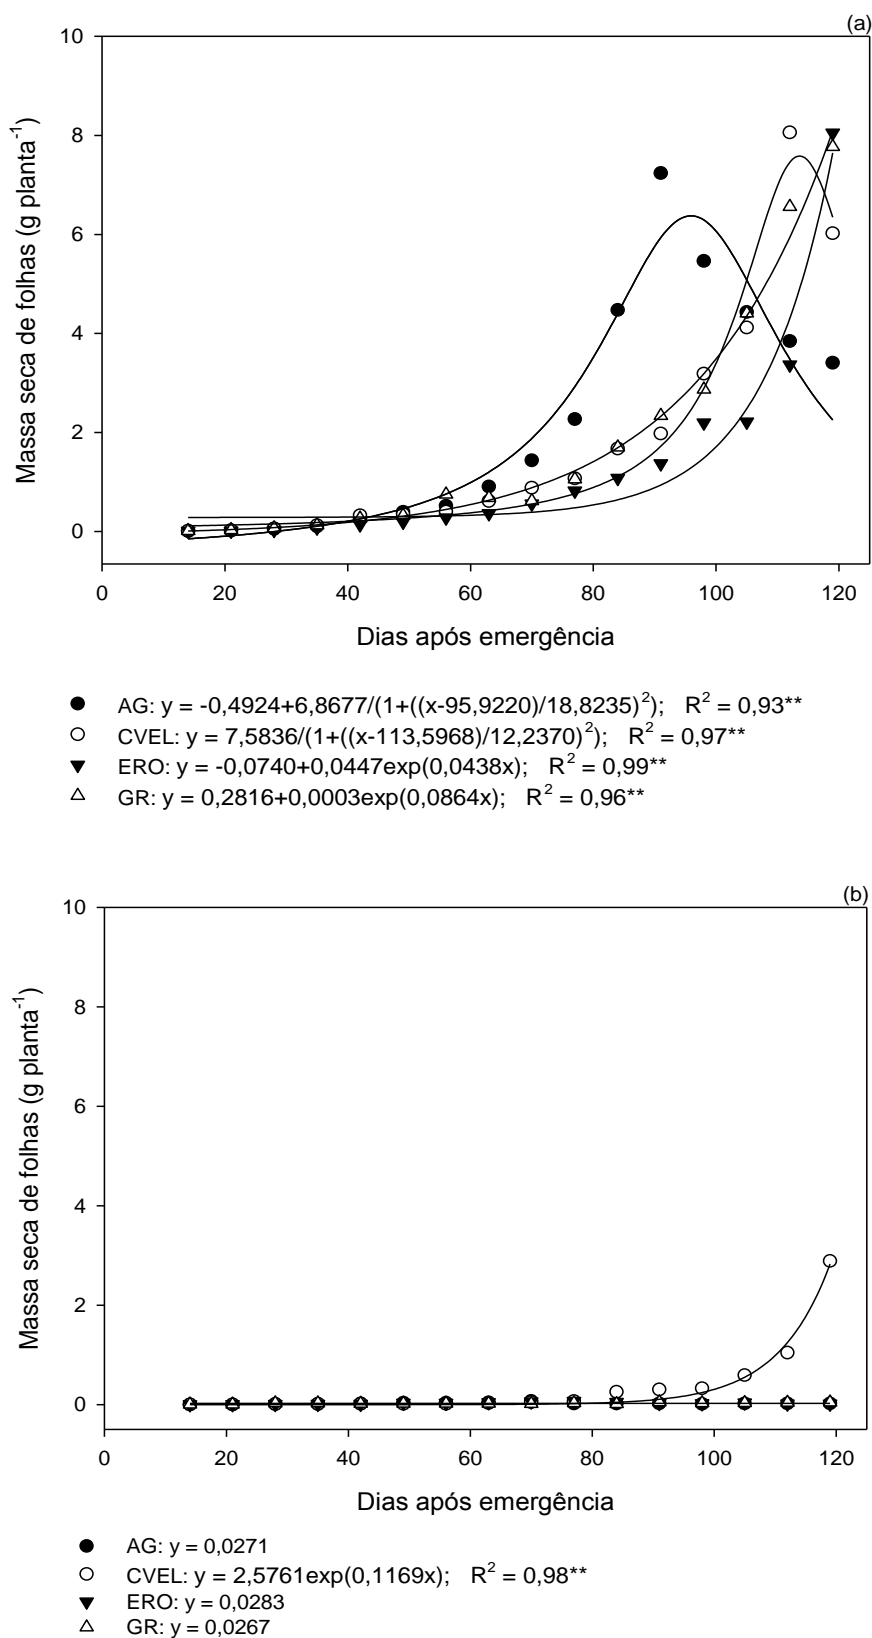 (a)
10
8
6
4
2
0
Massa seca de folhas (g planta⁻¹)
0 20 40 60 80 100 120
Dias após emergência
AG: y = -0,4924+6,8677/(1+((x-95,9220)/18,8235)²); R² = 0,93**
CVEL: y = 7,5836/(1+((x-113,5968)/12,2370)²); R² = 0,97**
ERO: y = -0,0740+0,0447exp(0,0438x); R² = 0,99**
GR: y = 0,2816+0,0003exp(0,0864x); R² = 0,96**
(b)
10
8
6
4
2
0
Massa seca de folhas (g planta⁻¹)
0 20 40 60 80 100 120
Dias após emergência
AG: y = 0,0271
CVEL: y = 2,5761exp(0,1169x); R² = 0,98**
ERO: y = 0,0283
GR: y = 0,0267